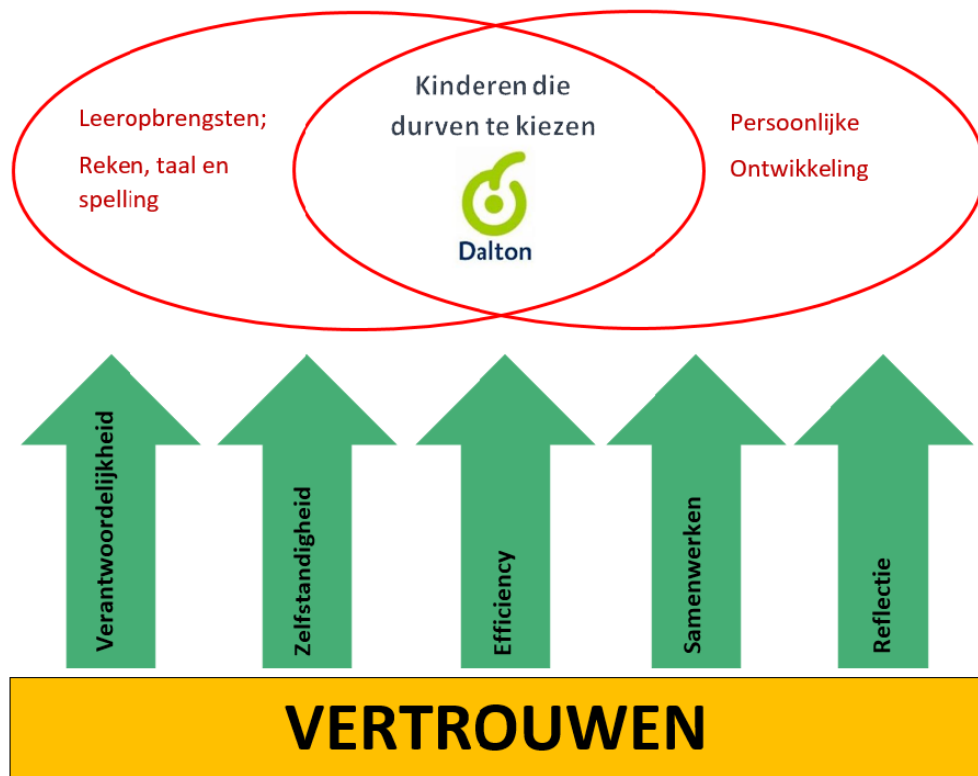 Kinderen die
durven te kiezen
Dalton
Leeropbrengsten;
Reken, taal en
spelling
Persoonlijke
Ontwikkeling
Verantwoordelijkheid
Zelfstandigheid
Efficiency
Samenwerken
Reflectie
VERTROUWEN